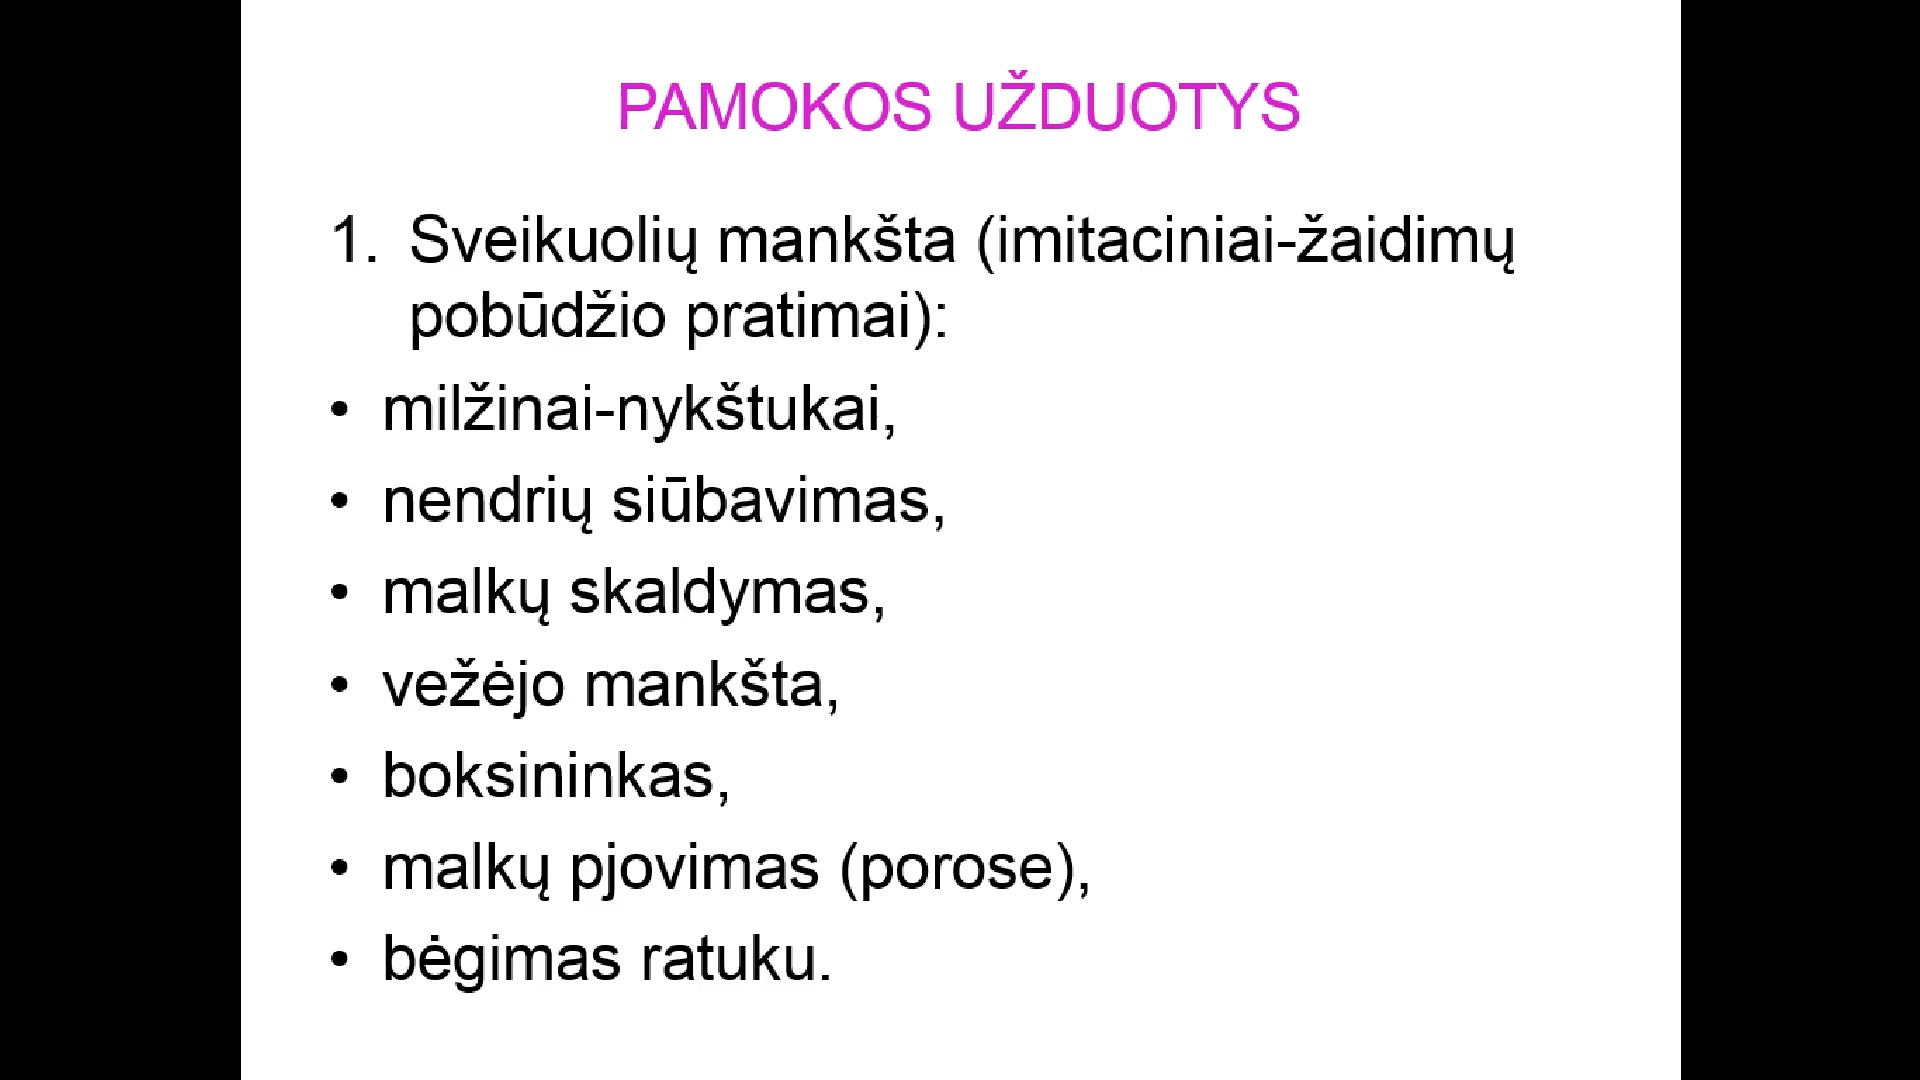 PAMOKOS UŽDUOTYS
1. Sveikuolių mankšta (imitaciniai-žaidimų
pobūdžio pratimai):
• milžinai-nykštukai,
• nendrių siūbavimas,
• malkų skaldymas,
• vežėjo mankšta,
• boksininkas,
• malkų pjovimas (porose),
• bėgimas ratuku.